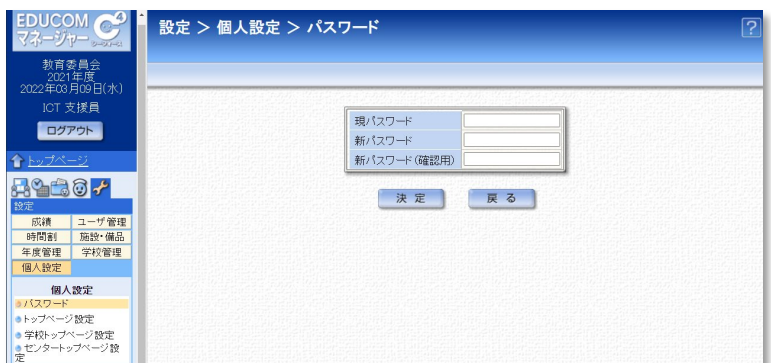 EDUCOM C4
マネージャー シーフォース
教育委員会
2021年度
2022年03月09日(水)
ICT 支援員
ログアウト
トップページ
設定
成績 ユーザ管理
時間割 施設・備品
年度管理 学校管理
個人設定
個人設定
パスワード
トップページ設定
学校トップページ設定
センタートップページ設
定
設定 ＞ 個人設定 ＞ パスワード
?
現パスワード
新パスワード
新パスワード(確認用)
決 定 戻 る